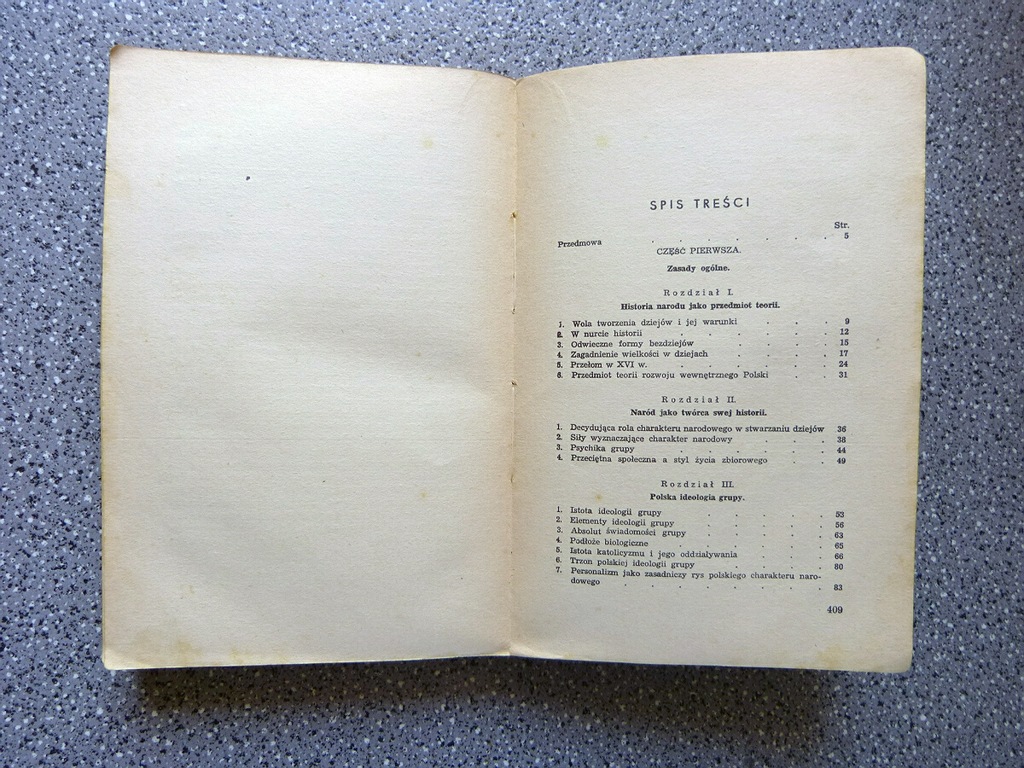 SPIS TREŚCI
Str.
Przedmowa . . . . . . . 5
CZĘŚĆ PIERWSZA.
Zasady ogólne.
Rozdział I.
Historia narodu jako przedmiot teorii.
1. Wola tworzenia dziejów i jej warunki . . . 9
2. W nurcie historii . . . . . . 12
3. Odwieczne formy bezdziejów . . . . 15
4. Zagadnienie wielkości w dziejach . . . . 17
5. Przełom w XVI w. . . . . . . 24
6. Przedmiot teorii rozwoju wewnętrznego Polski . . 31
Rozdział II.
Naród jako twórca swej historii.
1. Decydująca rola charakteru narodowego w stwarzaniu dziejów 36
2. Siły wyznaczające charakter narodowy . . . 38
3. Psychika grupy . . . . . . 44
4. Przeciętna społeczna a styl życia zbiorowego . . 49
Rozdział III.
Polska ideologia grupy.
1. Istota ideologii grupy . . . . . 53
2. Elementy ideologii grupy . . . . . 56
3. Absolut świadomości grupy . . . . 63
4. Podłoże biologiczne . . . . . 65
5. Istota katolicyzmu i jego oddziaływania . . . 66
6. Trzon polskiej ideologii grupy . . . . 80
7. Personalizm jako zasadniczy rys polskiego charakteru naro-
dowego . . . . . . . . 83
409